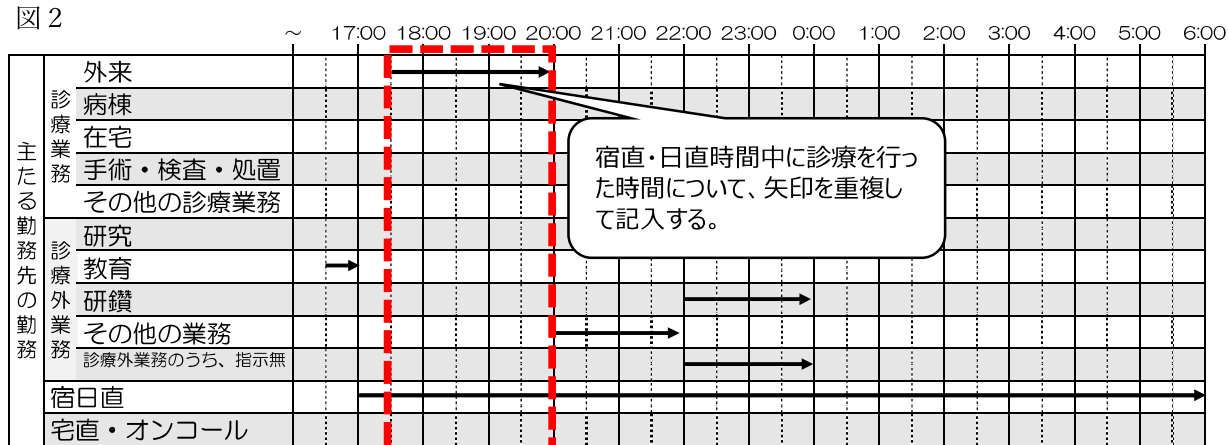 図２
～ 17:00 18:00 19:00 20:00 21:00 22:00 23:00 0:00 1:00 2:00 3:00 4:00 5:00 6:00
主たる勤務先の勤務
診療業務
外来
病棟
在宅
手術・検査・処置
その他の診療業務
宿直・日直時間中に診療を行っ
た時間について、矢印を重複し
て記入する。
診療外業務
研究
教育
研鑽
その他の業務
診療外業務のうち、指示無
宿日直
宅直・オンコール